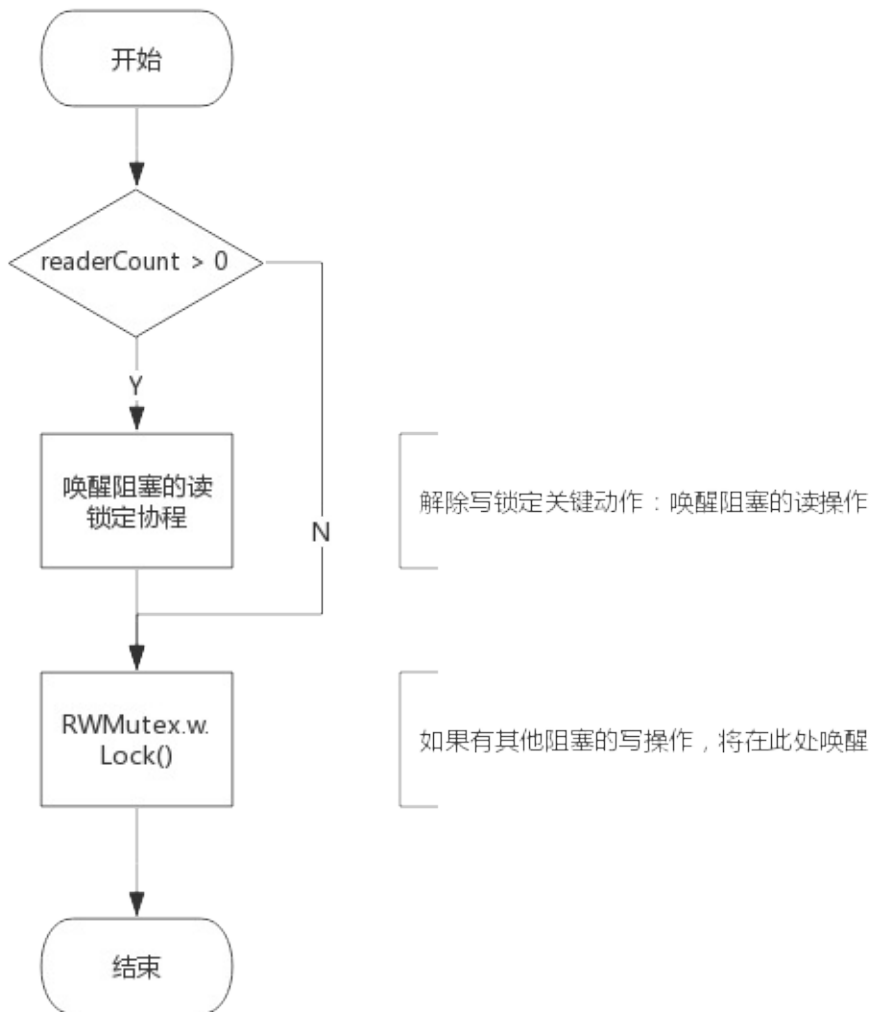 开始
readerCount > 0
Y
唤醒阻塞的读
锁定协程
解除写锁定关键动作：唤醒阻塞的读操作
N
RWMutex.w.
Lock()
如果有其他阻塞的写操作，将在此处唤醒
结束